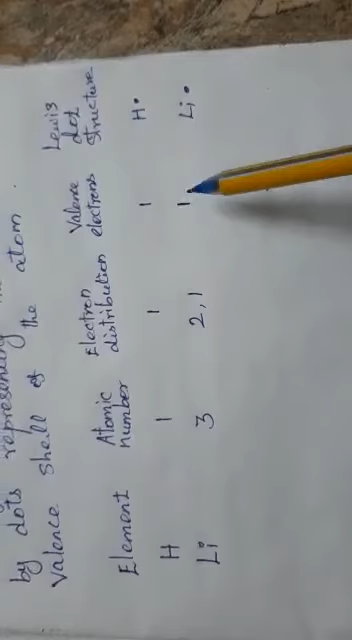 by dots representing
Valence shell of the atom.
Element Atomic number Electron distribution Valence electrons Lewis dot structure
H 1 1 1 H•
Li 3 2,1 1 Li•